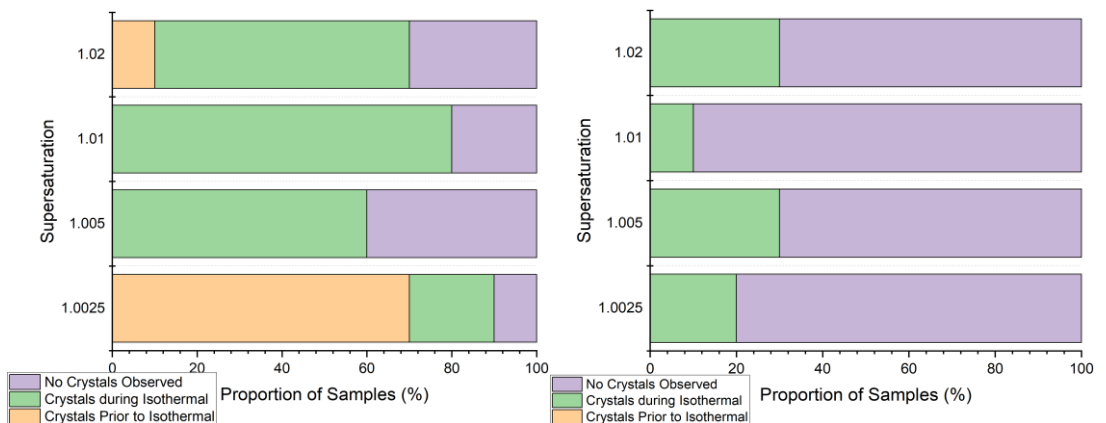 1.02
1.01
1.005
1.0025
Supersaturation
0 20 40 60 80 100
Proportion of Samples (%)
No Crystals Observed
Crystals during Isothermal
Crystals Prior to Isothermal
1.02
1.01
1.005
1.0025
Supersaturation
0 20 40 60 80 100
Proportion of Samples (%)
No Crystals Observed
Crystals during Isothermal
Crystals Prior to Isothermal